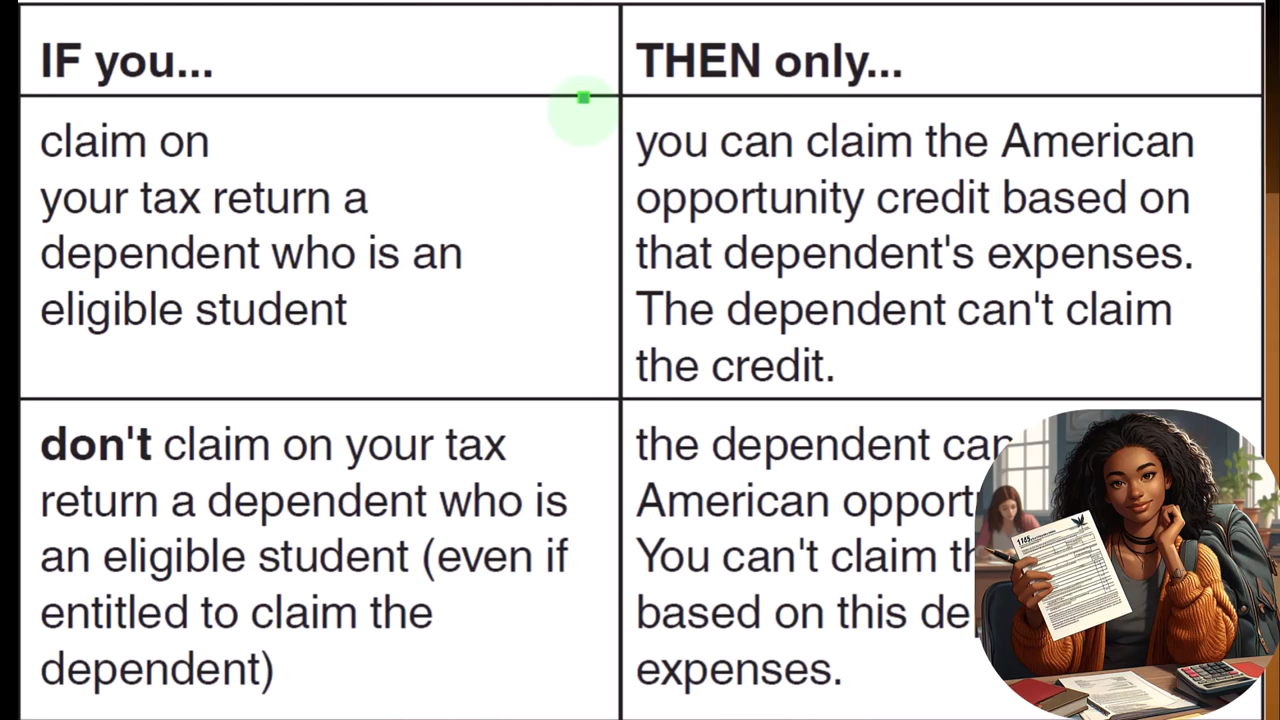 IF you...
THEN only...
claim on
your tax return a
dependent who is an
eligible student
you can claim the American
opportunity credit based on
that dependent's expenses.
The dependent can't claim
the credit.
don't claim on your tax
return a dependent who is
an eligible student (even if
entitled to claim the
dependent)
the dependent can
American
You can't claim
based on this
expenses.